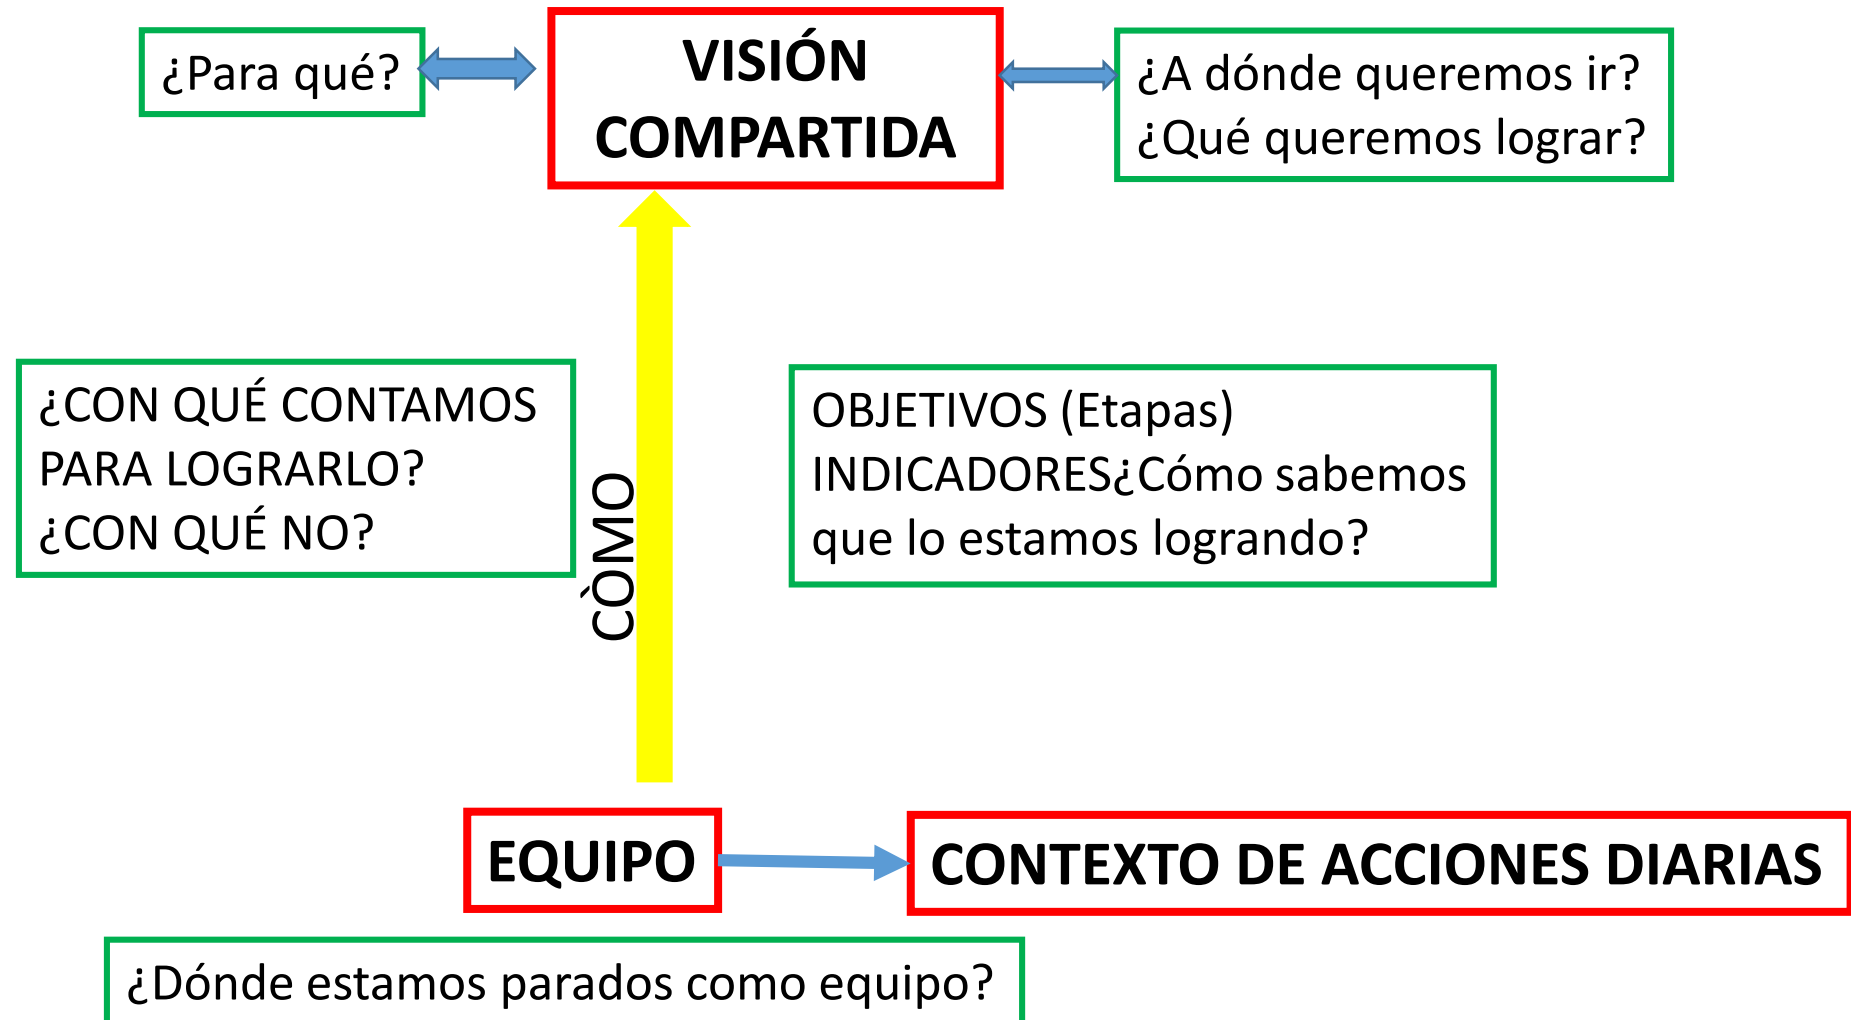 ¿Para qué?
VISIÓN
COMPARTIDA
¿A dónde queremos ir?
¿Qué queremos lograr?
¿CON QUÉ CONTAMOS
PARA LOGRARLO?
¿CON QUÉ NO?
CÒMO
OBJETIVOS (Etapas)
INDICADORES¿Cómo sabemos
que lo estamos logrando?
EQUIPO
CONTEXTO DE ACCIONES DIARIAS
¿Dónde estamos parados como equipo?